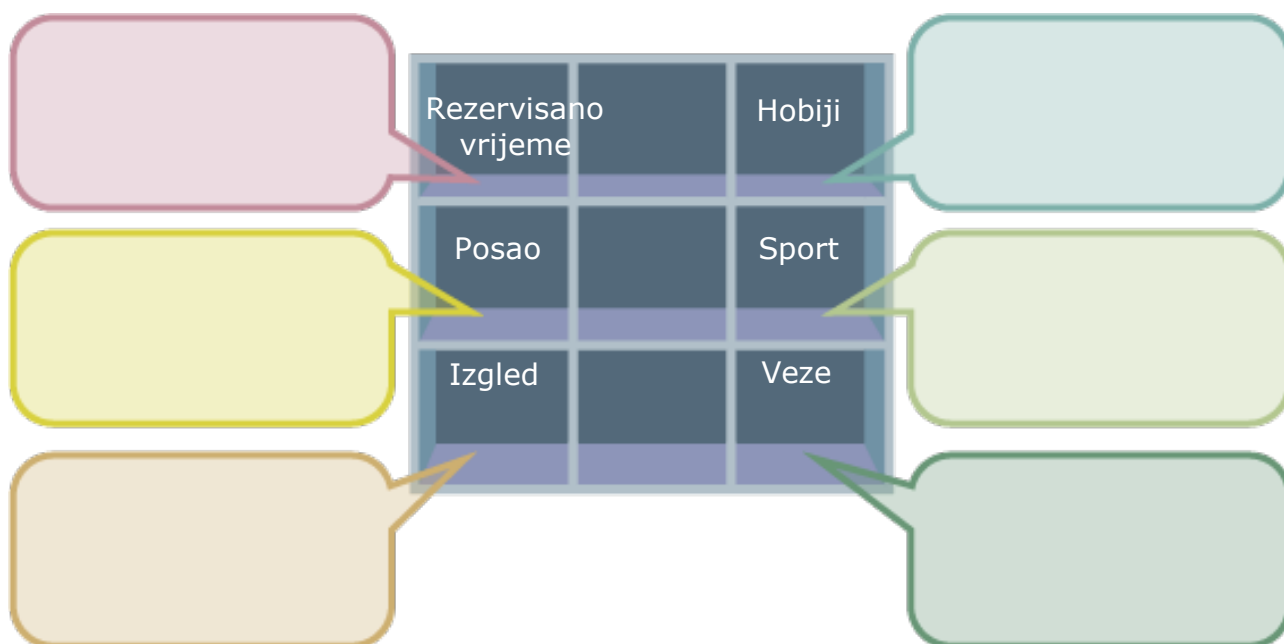 Rezervisano
vrijeme
Hobiji
Posao
Sport
Izgled
Veze